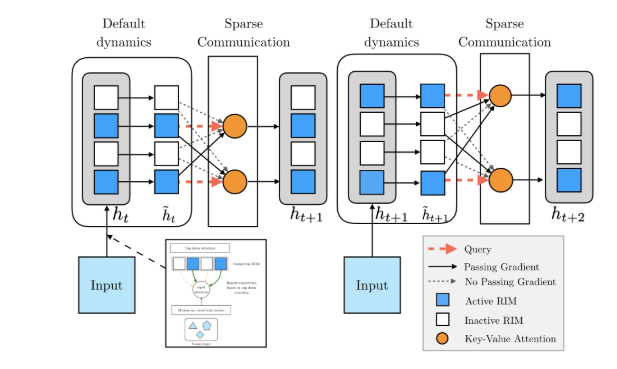 Default dynamics
Sparse Communication
Default dynamics
Sparse Communication
h_t
h̃_t
h_{t+1}
h_{t+1}
h̃_{t+1}
h_{t+2}
Input
Top down attention
Competing RIMs
Input attention
Based competition based on top down attention
Bottom up visual information
Visual input
Input
Query
Passing Gradient
No Passing Gradient
Active RIM
Inactive RIM
Key-Value Attention